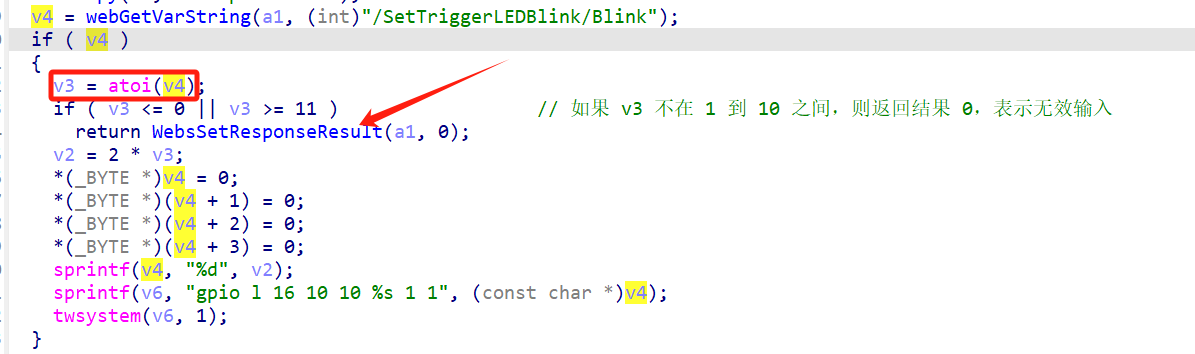 v4 = webGetVarString(a1, (int)"/SetTriggerLEDBlink/Blink");
if ( v4 )
{
v3 = atoi(v4);
if ( v3 <= 0 || v3 >= 11 ) // 如果 v3 不在 1 到 10 之间，则返回结果 0，表示无效输入
return WebsSetResponseResult(a1, 0);
v2 = 2 * v3;
*(_BYTE *)v4 = 0;
*(_BYTE *)(v4 + 1) = 0;
*(_BYTE *)(v4 + 2) = 0;
*(_BYTE *)(v4 + 3) = 0;
sprintf(v4, "%d", v2);
sprintf(v6, "gpio l 16 10 10 %s 1 1", (const char *)v4);
twsystem(v6, 1);
}